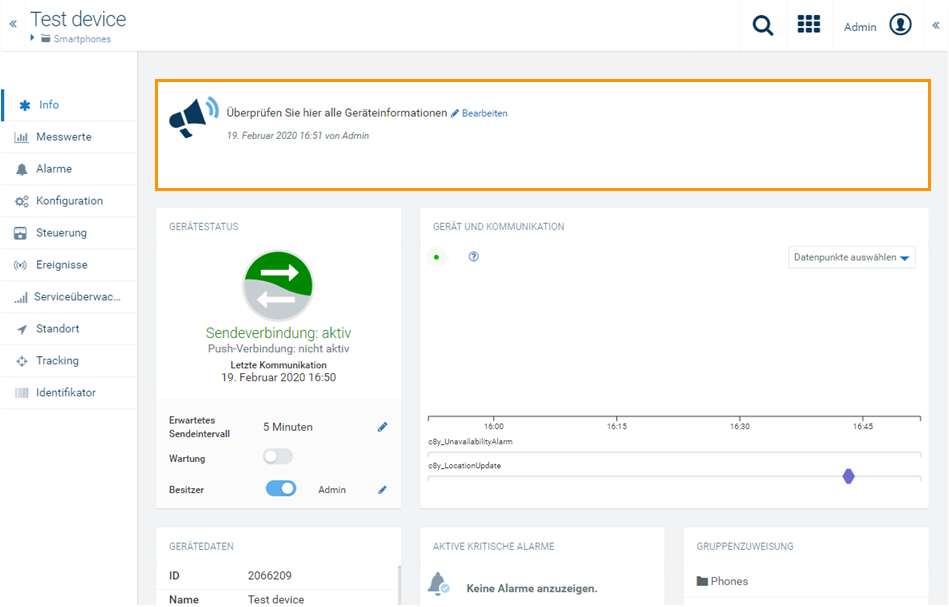 «
Test device
Smartphones
Admin
«
Info
Messwerte
Alarme
Konfiguration
Steuerung
Ereignisse
Serviceüberwac...
Standort
Tracking
Identifikator
Überprüfen Sie hier alle Geräteinformationen Bearbeiten
19. Februar 2020 16:51 von Admin
GERÄTESTATUS
Sendeverbindung: aktiv
Push-Verbindung: nicht aktiv
Letzte Kommunikation
19. Februar 2020 16:50
Erwartetes
Sendeintervall
5 Minuten
Wartung
Besitzer
Admin
GERÄT UND KOMMUNIKATION
?
Datenpunkte auswählen
16:00 16:15 16:30 16:45
c8y_UnavailabilityAlarm
c8y_LocationUpdate
GERÄTEDATEN
ID 2066209
Name Test device
AKTIVE KRITISCHE ALARME
Keine Alarme anzuzeigen.
GRUPPENZUWEISUNG
Phones